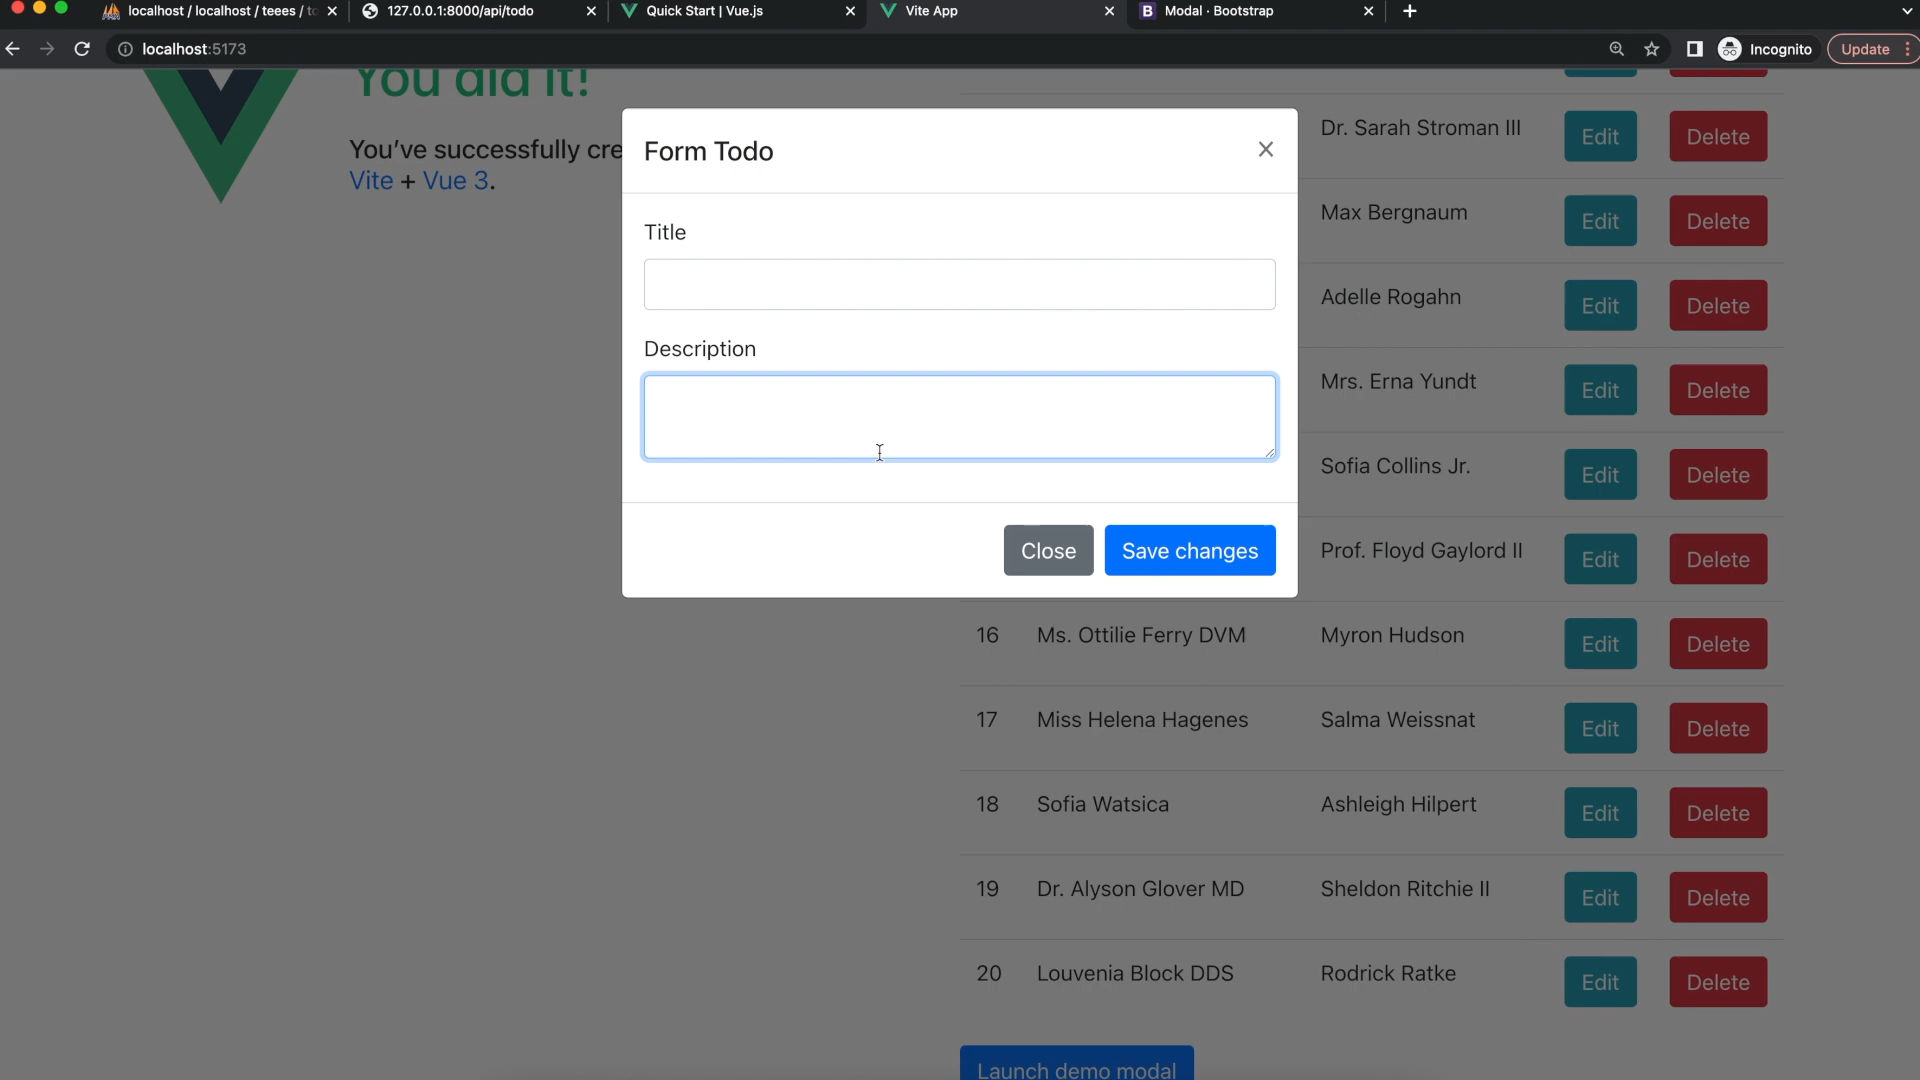 localhost / localhost / teees / to
127.0.0.1:8000/api/todo
Quick Start | Vue.js
Vite App
B Modal · Bootstrap
localhost:5173
Incognito
Update
You did it!
You’ve successfully cre
Vite + Vue 3.
Form Todo
Title
Description
Close
Save changes
Dr. Sarah Stroman III Edit Delete
Max Bergnaum Edit Delete
Adelle Rogahn Edit Delete
Mrs. Erna Yundt Edit Delete
Sofia Collins Jr. Edit Delete
Prof. Floyd Gaylord II Edit Delete
16 Ms. Ottilie Ferry DVM Myron Hudson Edit Delete
17 Miss Helena Hagenes Salma Weissnat Edit Delete
18 Sofia Watsica Ashleigh Hilpert Edit Delete
19 Dr. Alyson Glover MD Sheldon Ritchie II Edit Delete
20 Louvenia Block DDS Rodrick Ratke Edit Delete
Launch demo modal